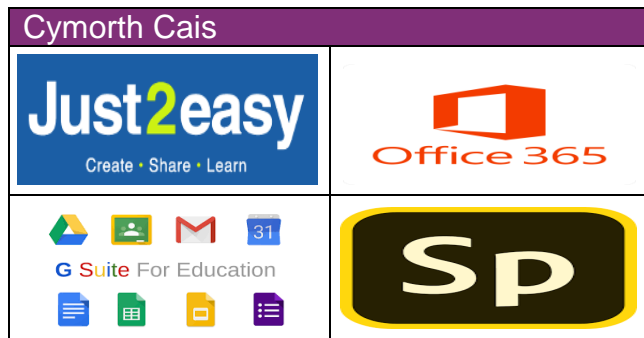 Cymorth Cais
Just2easy
Create • Share • Learn
Office 365
31
G Suite For Education
Sp